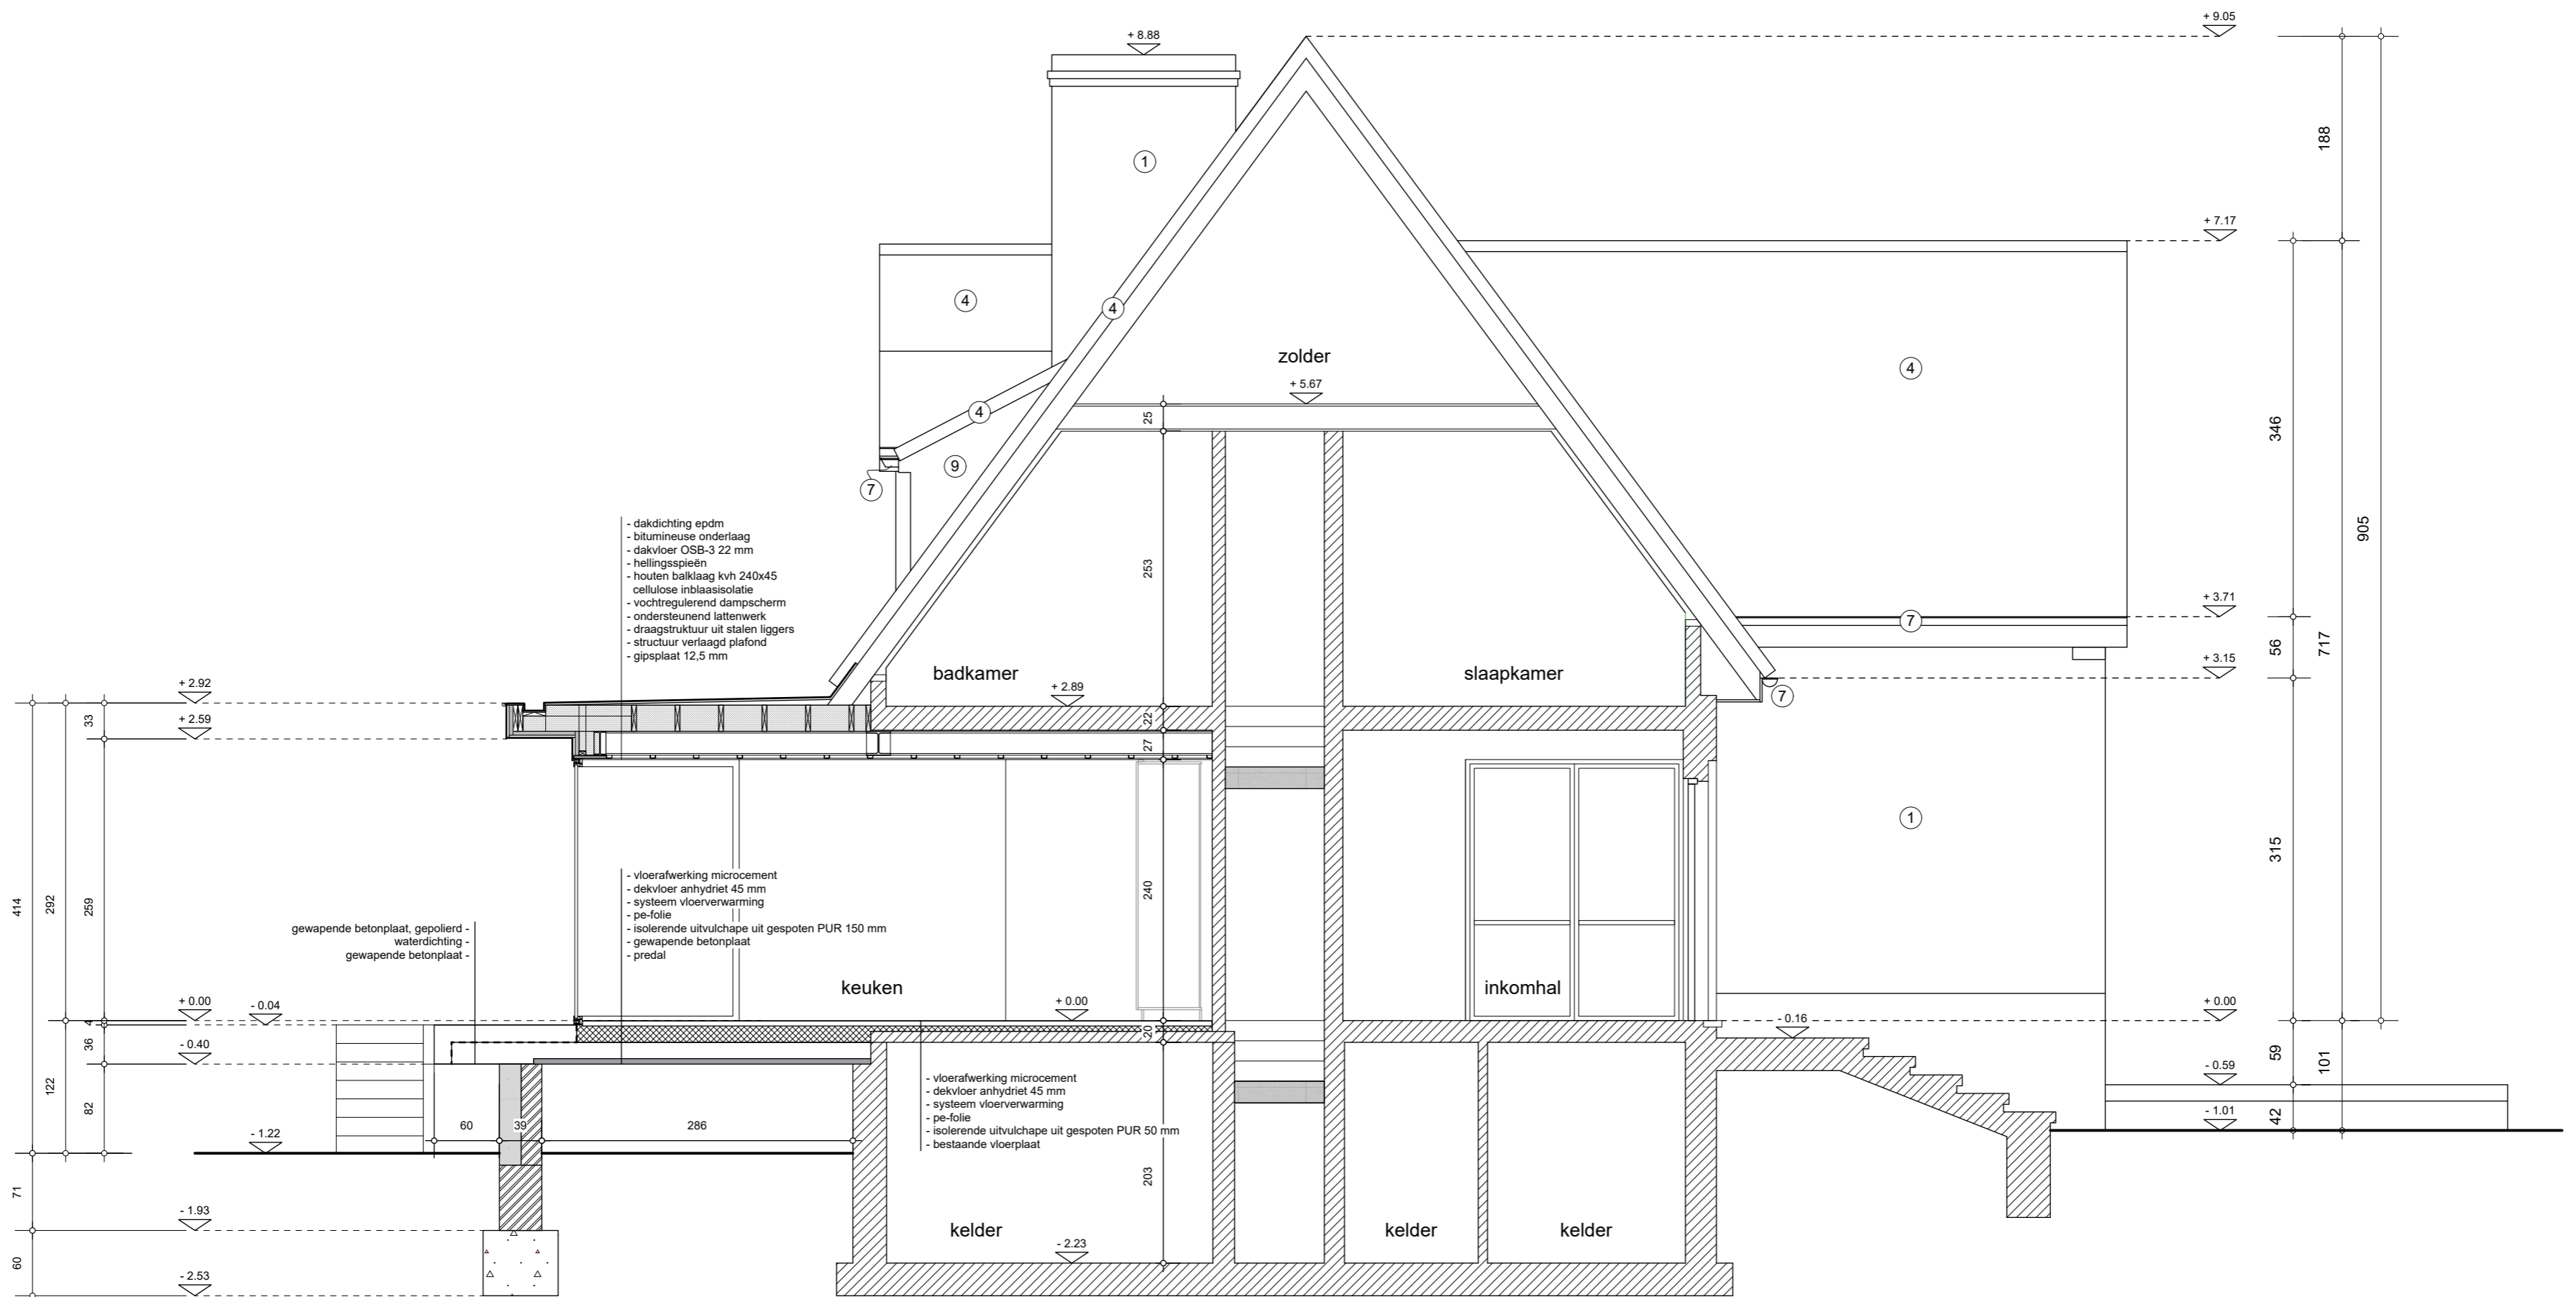 + 9.05
+ 8.88
188
1
+ 7.17
4
4
zolder
+ 5.67
4
4
25
346
9
7
905
- dakdichting epdm
- bitumineuse onderlaag
- dakvloer OSB-3 22 mm
- hellingsspieën
- houten balklaag kvh 240x45
cellulose inblaasisolatie
- vochtregulerend dampscherm
- ondersteunend lattenwerk
- draagstruktuur uit stalen liggers
- structuur verlaagd plafond
- gipsplaat 12,5 mm
253
+ 3.71
7
56
717
+ 3.15
7
badkamer
slaapkamer
+ 2.92
+ 2.89
33
+ 2.59
22
27
1
315
- vloerafwerking microcement
- dekvloer anhydriet 45 mm
- systeem vloerverwarming
- pe-folie
- isolerende uitvulchape uit gespoten PUR 150 mm
- gewapende betonplaat
- predal
240
414
292
259
gewapende betonplaat, gepolierd -
waterdichting -
gewapende betonplaat -
keuken
inkomhal
+ 0.00
- 0.04
+ 0.00
+ 0.00
4
20
- 0.16
36
- 0.40
59
101
122
- 0.59
- vloerafwerking microcement
- dekvloer anhydriet 45 mm
- systeem vloerverwarming
- pe-folie
- isolerende uitvulchape uit gespoten PUR 50 mm
- bestaande vloerplaat
82
60
39
286
- 1.01
42
- 1.22
203
71
- 1.93
kelder
kelder
kelder
- 2.23
60
- 2.53